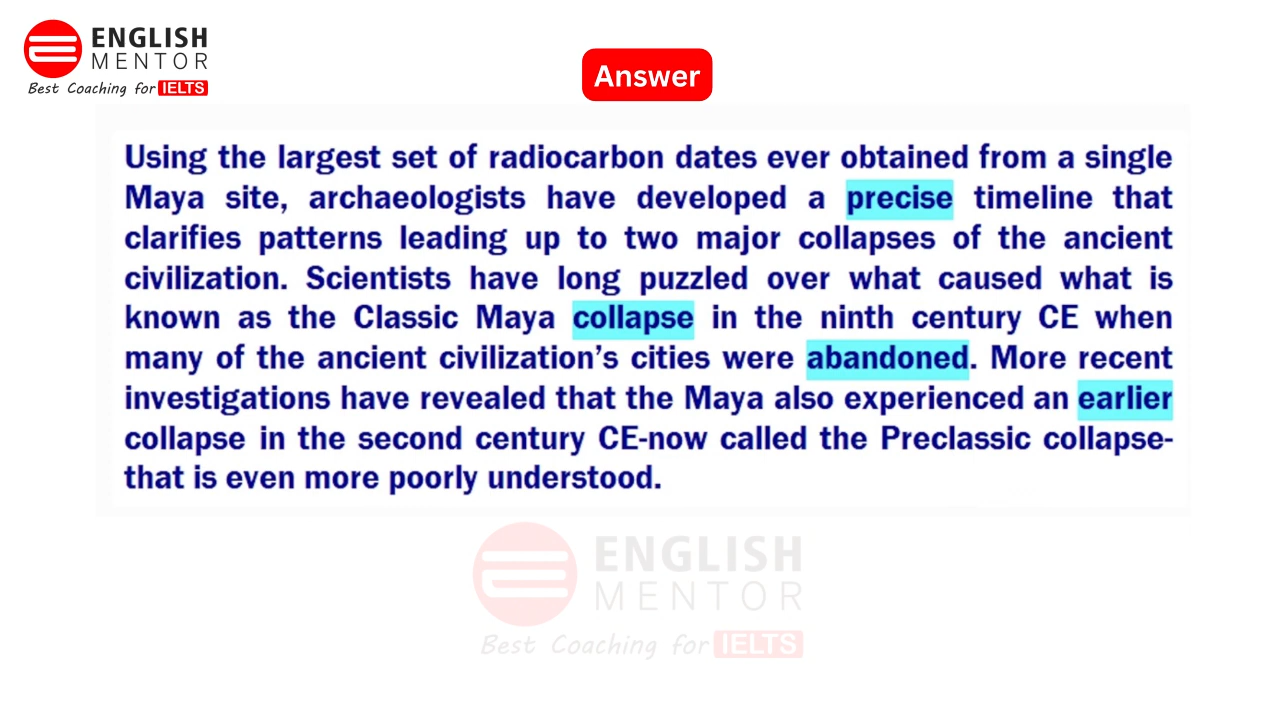 ENGLISH
MENTOR
Best Coaching for IELTS
Answer
Using the largest set of radiocarbon dates ever obtained from a single
Maya site, archaeologists have developed a precise timeline that
clarifies patterns leading up to two major collapses of the ancient
civilization. Scientists have long puzzled over what caused what is
known as the Classic Maya collapse in the ninth century CE when
many of the ancient civilization's cities were abandoned. More recent
investigations have revealed that the Maya also experienced an earlier
collapse in the second century CE-now called the Preclassic collapse-
that is even more poorly understood.
ENGLISH
MENTOR
Best Coaching for IELTS